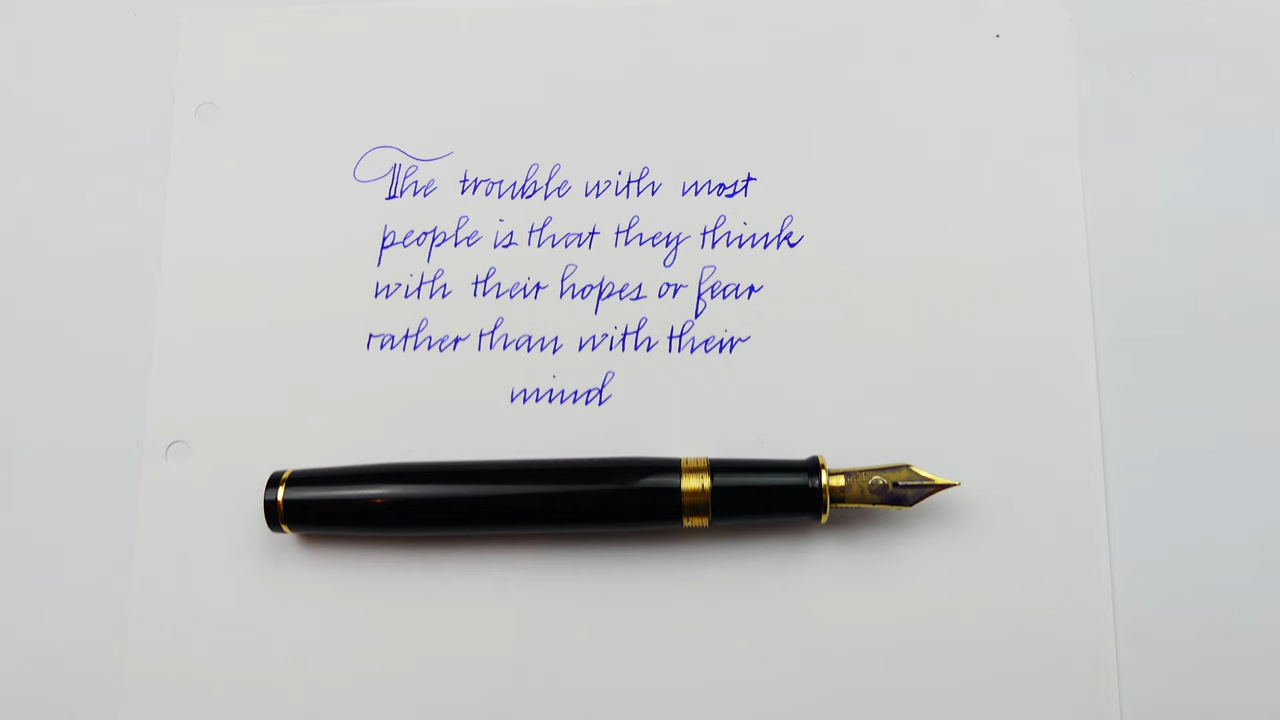 The trouble with most
people is that they think
with their hopes or fear
rather than with their
mind